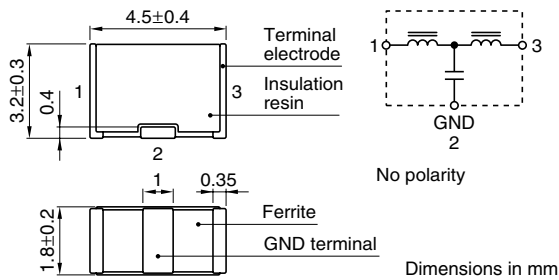 4.5±0.4
3.2±0.3
0.4
1
3
2
Terminal
electrode
Insulation
resin
1
3
GND
2
No polarity
1
0.35
1.8±0.2
Ferrite
GND terminal
Dimensions in mm